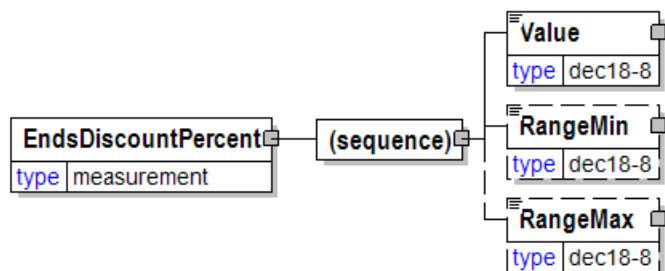 Value
type dec18-8
EndsDiscountPercent
type measurement
(sequence)
RangeMin
type dec18-8
RangeMax
type dec18-8